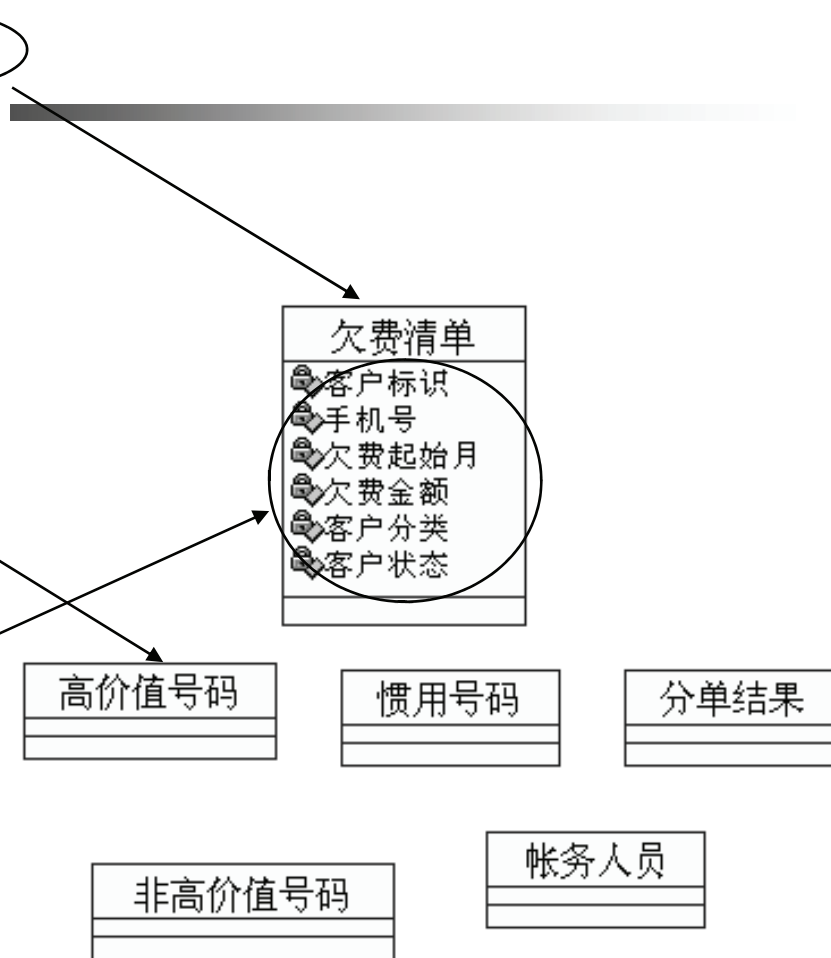 欠费清单
客户标识
手机号
欠费起始月
欠费金额
客户分类
客户状态
高价值号码
惯用号码
分单结果
帐务人员
非高价值号码